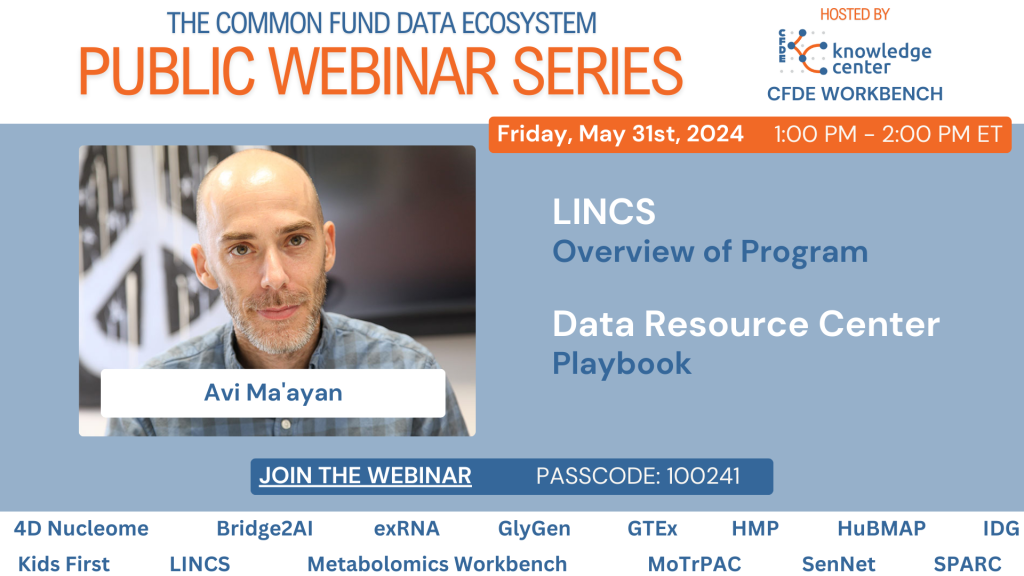 THE COMMON FUND DATA ECOSYSTEM
PUBLIC WEBINAR SERIES
HOSTED BY
CFDE
knowledge
center
CFDE WORKBENCH
Friday, May 31st, 2024 1:00 PM – 2:00 PM ET
LINCS
Overview of Program
Data Resource Center
Playbook
Avi Ma'ayan
JOIN THE WEBINAR PASSCODE: 100241
4D Nucleome Bridge2AI exRNA GlyGen GTEx HMP HuBMAP IDG
Kids First LINCS Metabolomics Workbench MoTrPAC SenNet SPARC